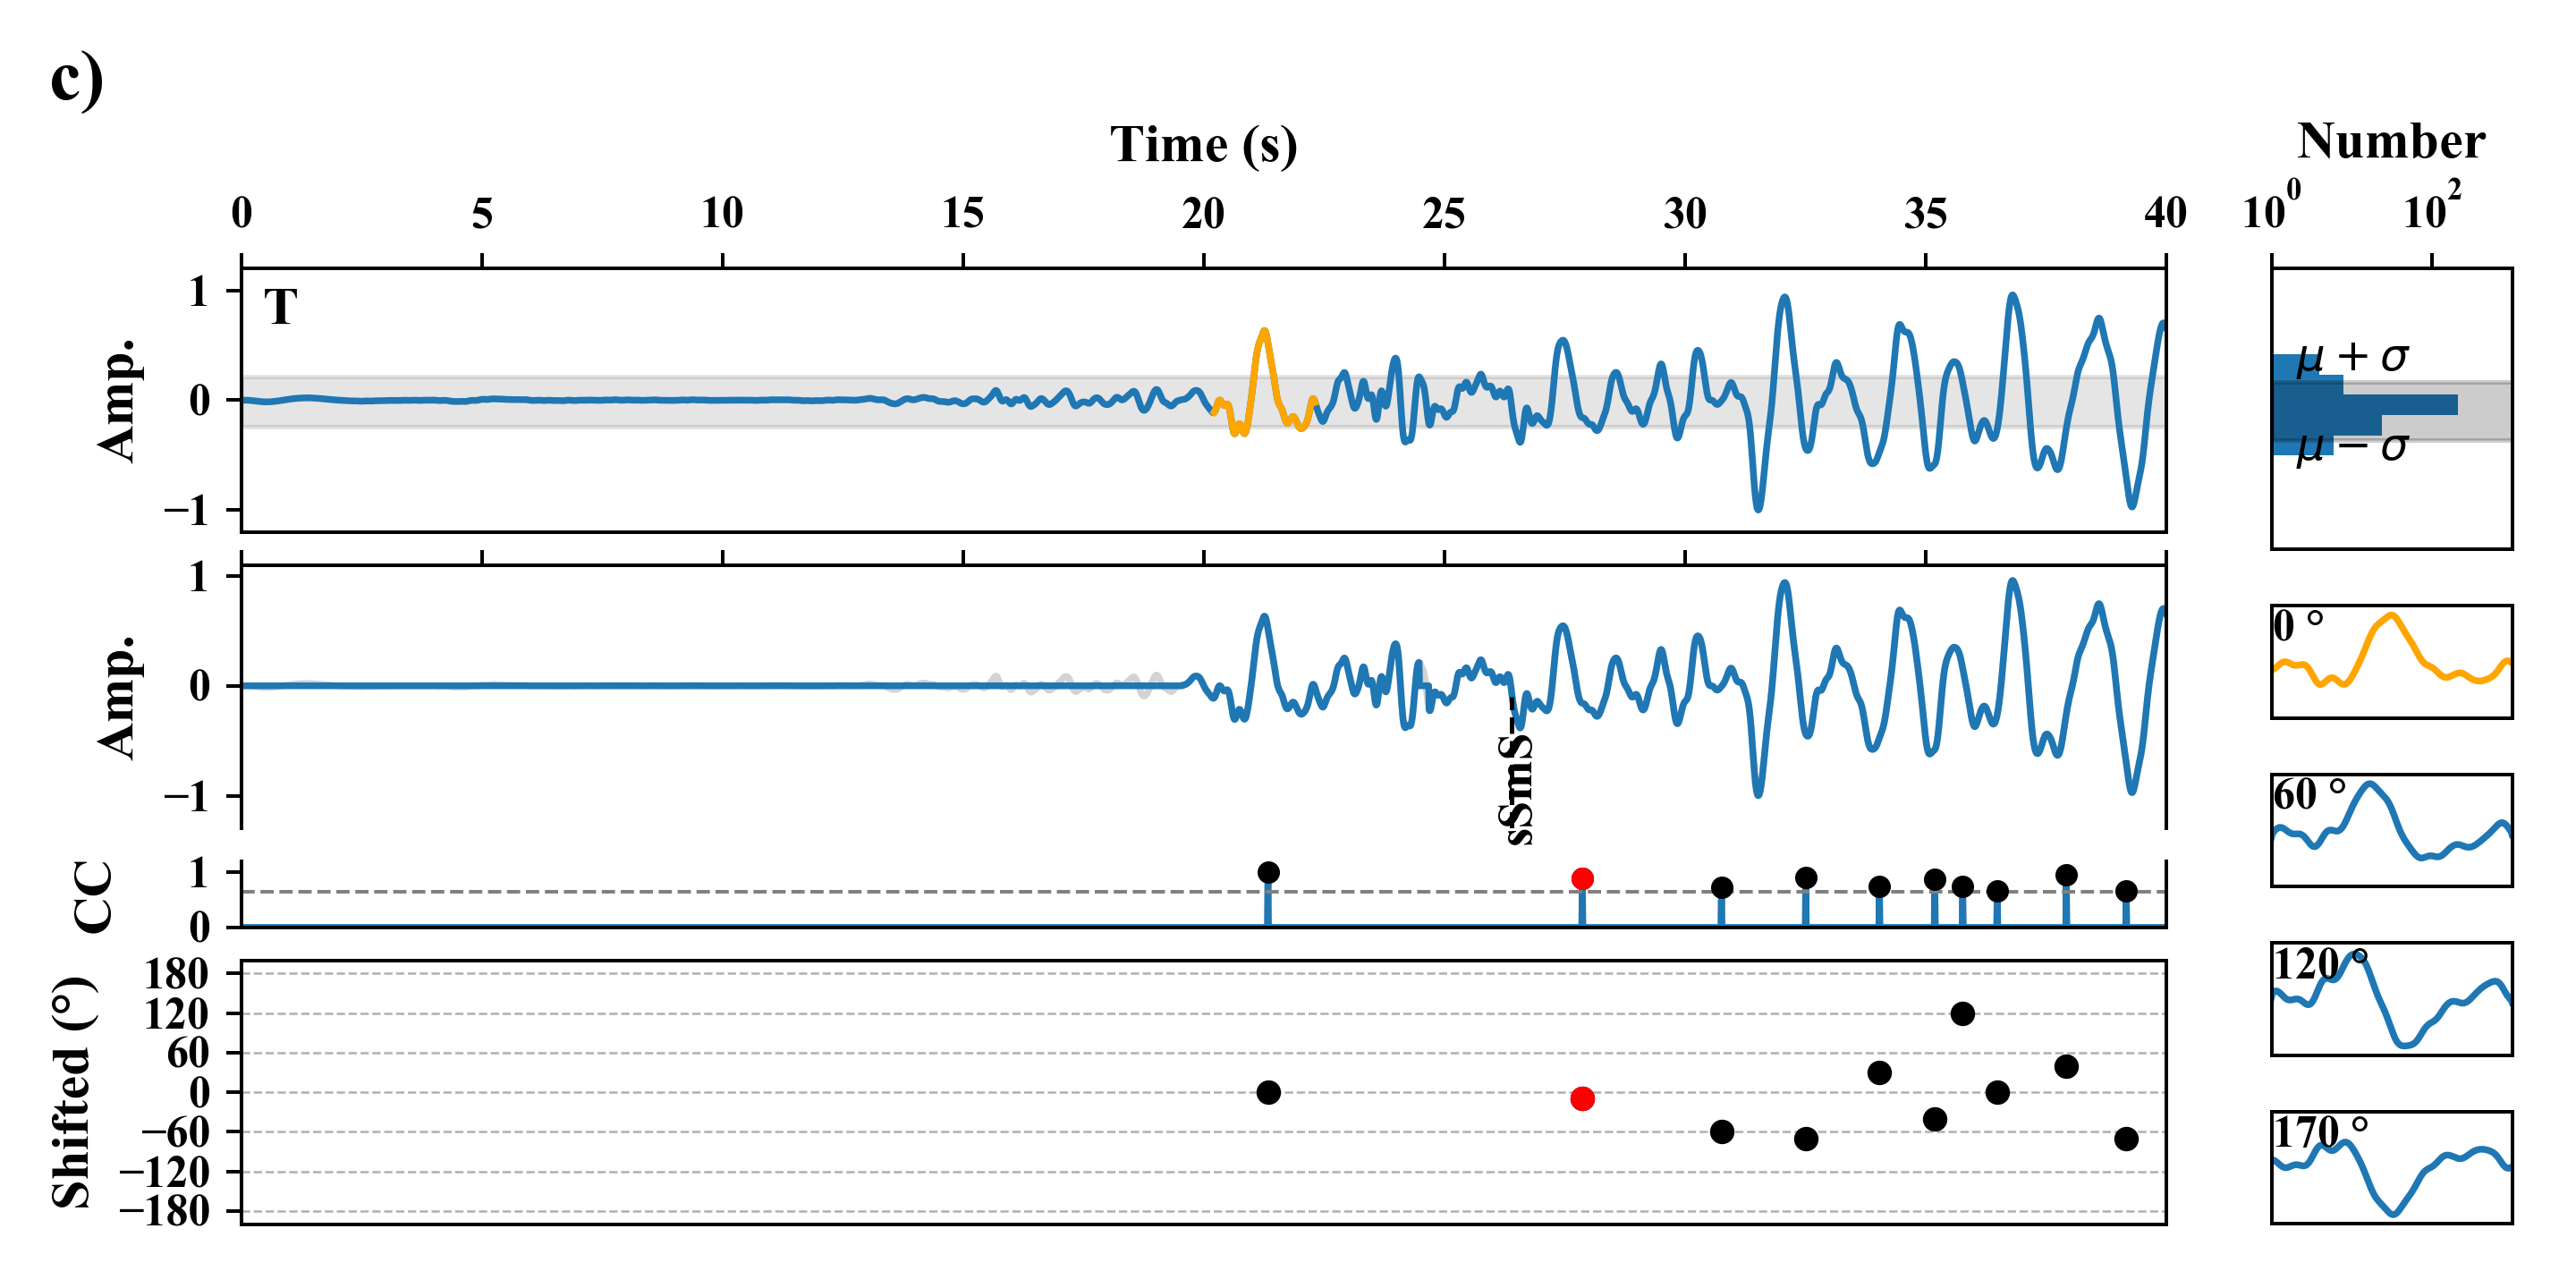 c)
Time (s)
Number
0 5 10 15 20 25 30 35 40
10^0 10^2
T
Amp.
1
0
−1
μ + σ
μ − σ
Amp.
1
0
−1
sSmS
0 °
60 °
CC
1
0
120 °
Shifted (°)
180
120
60
0
−60
−120
−180
170 °